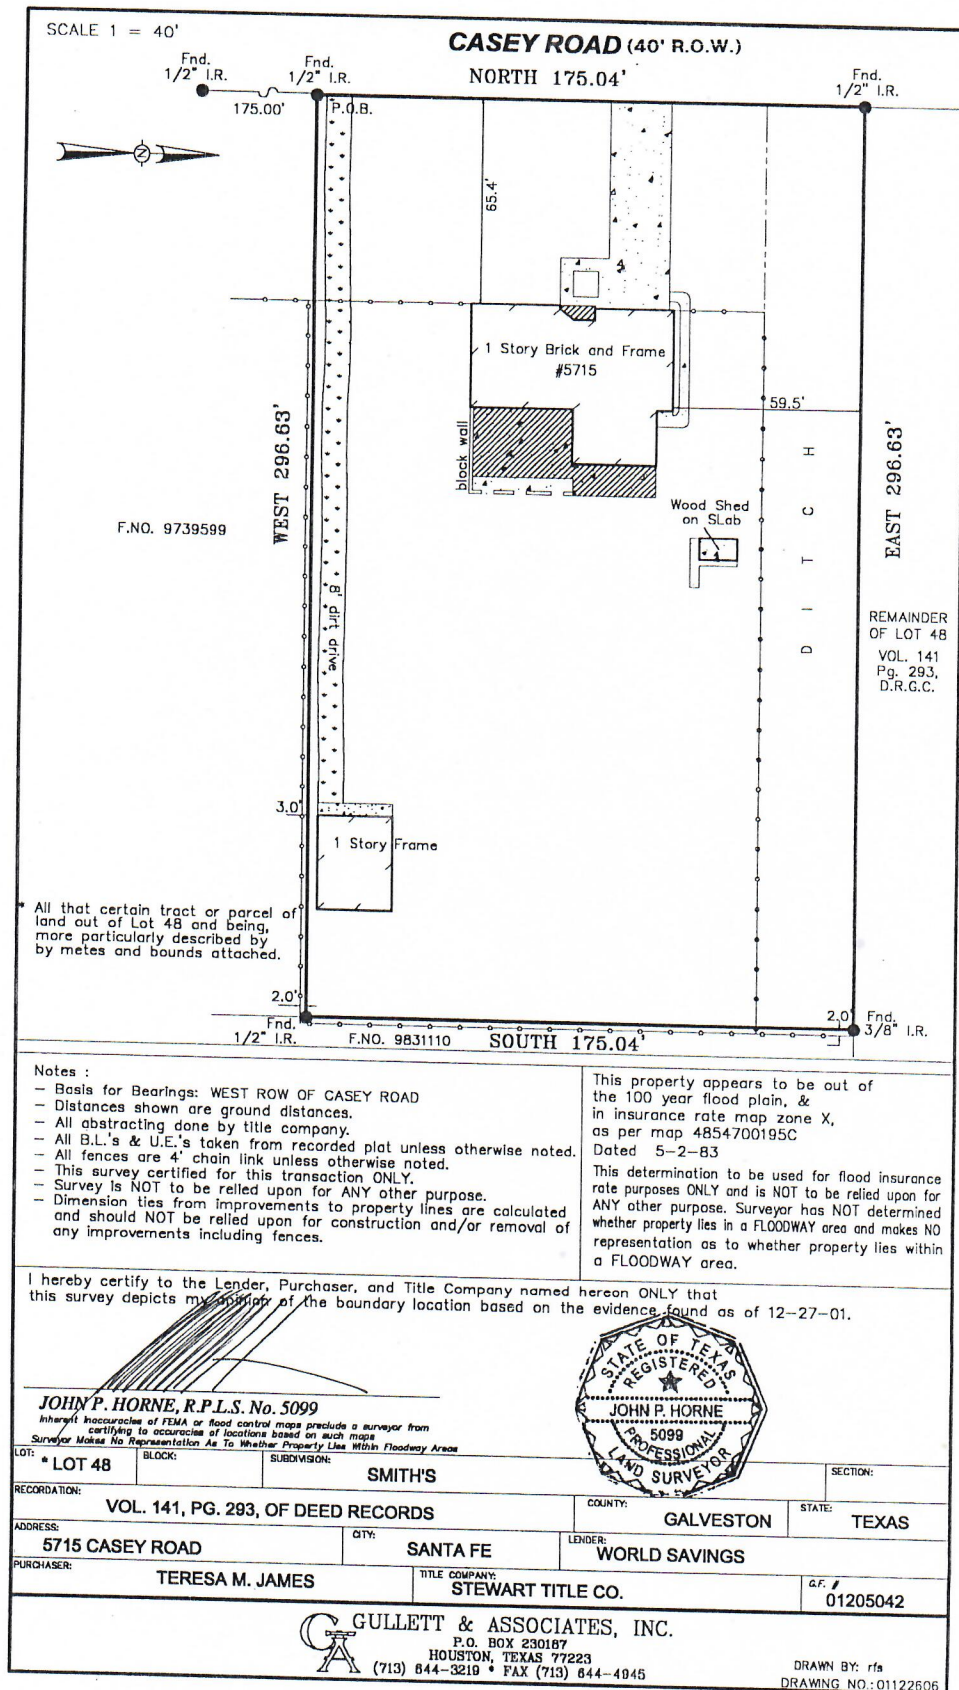 SCALE 1 = 40'
CASEY ROAD (40' R.O.W.)
NORTH 175.04'
Fnd.
1/2" I.R.
Fnd.
1/2" I.R.
Fnd.
1/2" I.R.
175.00'
P.O.B.
N
65.4'
4
1 Story Brick and Frame
#5715
59.5'
block wall
WEST 296.63'
EAST 296.63'
DITCH
Wood Shed
on SLab
F.NO. 9739599
8' dirt drive
REMAINDER
OF LOT 48
VOL. 141
Pg. 293,
D.R.G.C.
3.0'
1 Story Frame
* All that certain tract or parcel of
land out of Lot 48 and being,
more particularly described by
by metes and bounds attached.
2.0'
Fnd.
1/2" I.R.
F.NO. 9831110
SOUTH 175.04'
2.0'
Fnd.
3/8" I.R.
Notes :
– Basis for Bearings: WEST ROW OF CASEY ROAD
– Distances shown are ground distances.
– All abstracting done by title company.
– All B.L.'s & U.E.'s taken from recorded plat unless otherwise noted.
– All fences are 4' chain link unless otherwise noted.
– This survey certified for this transaction ONLY.
– Survey is NOT to be relied upon for ANY other purpose.
– Dimension ties from improvements to property lines are calculated
and should NOT be relied upon for construction and/or removal of
any improvements including fences.
This property appears to be out of
the 100 year flood plain, &
in insurance rate map zone X,
as per map 4854700195C
Dated 5-2-83
This determination to be used for flood insurance
rate purposes ONLY and is NOT to be relied upon for
ANY other purpose. Surveyor has NOT determined
whether property lies in a FLOODWAY area and makes NO
representation as to whether property lies within
a FLOODWAY area.
I hereby certify to the Lender, Purchaser, and Title Company named hereon ONLY that
this survey depicts my opinion of the boundary location based on the evidence found as of 12-27-01.
JOHN P. HORNE, R.P.L.S. No. 5099
Inherent inaccuracies of FEMA or flood control maps preclude a surveyor from
certifying to accuracies of locations based on such maps
Surveyor Makes No Representation As To Whether Property Lies Within Floodway Areas
STATE OF TEXAS
REGISTERED
JOHN P. HORNE
5099
PROFESSIONAL
LAND SURVEYOR
LOT: * LOT 48
BLOCK:
SUBDIVISION: SMITH'S
SECTION:
RECORDATION: VOL. 141, PG. 293, OF DEED RECORDS
COUNTY: GALVESTON
STATE: TEXAS
ADDRESS: 5715 CASEY ROAD
CITY: SANTA FE
LENDER: WORLD SAVINGS
PURCHASER: TERESA M. JAMES
TITLE COMPANY: STEWART TITLE CO.
G.F. # 01205042
GA
GULLETT & ASSOCIATES, INC.
P.O. BOX 230187
HOUSTON, TEXAS 77223
(713) 644-3219 • FAX (713) 644-4945
DRAWN BY: rfa
DRAWING NO.: 01122606